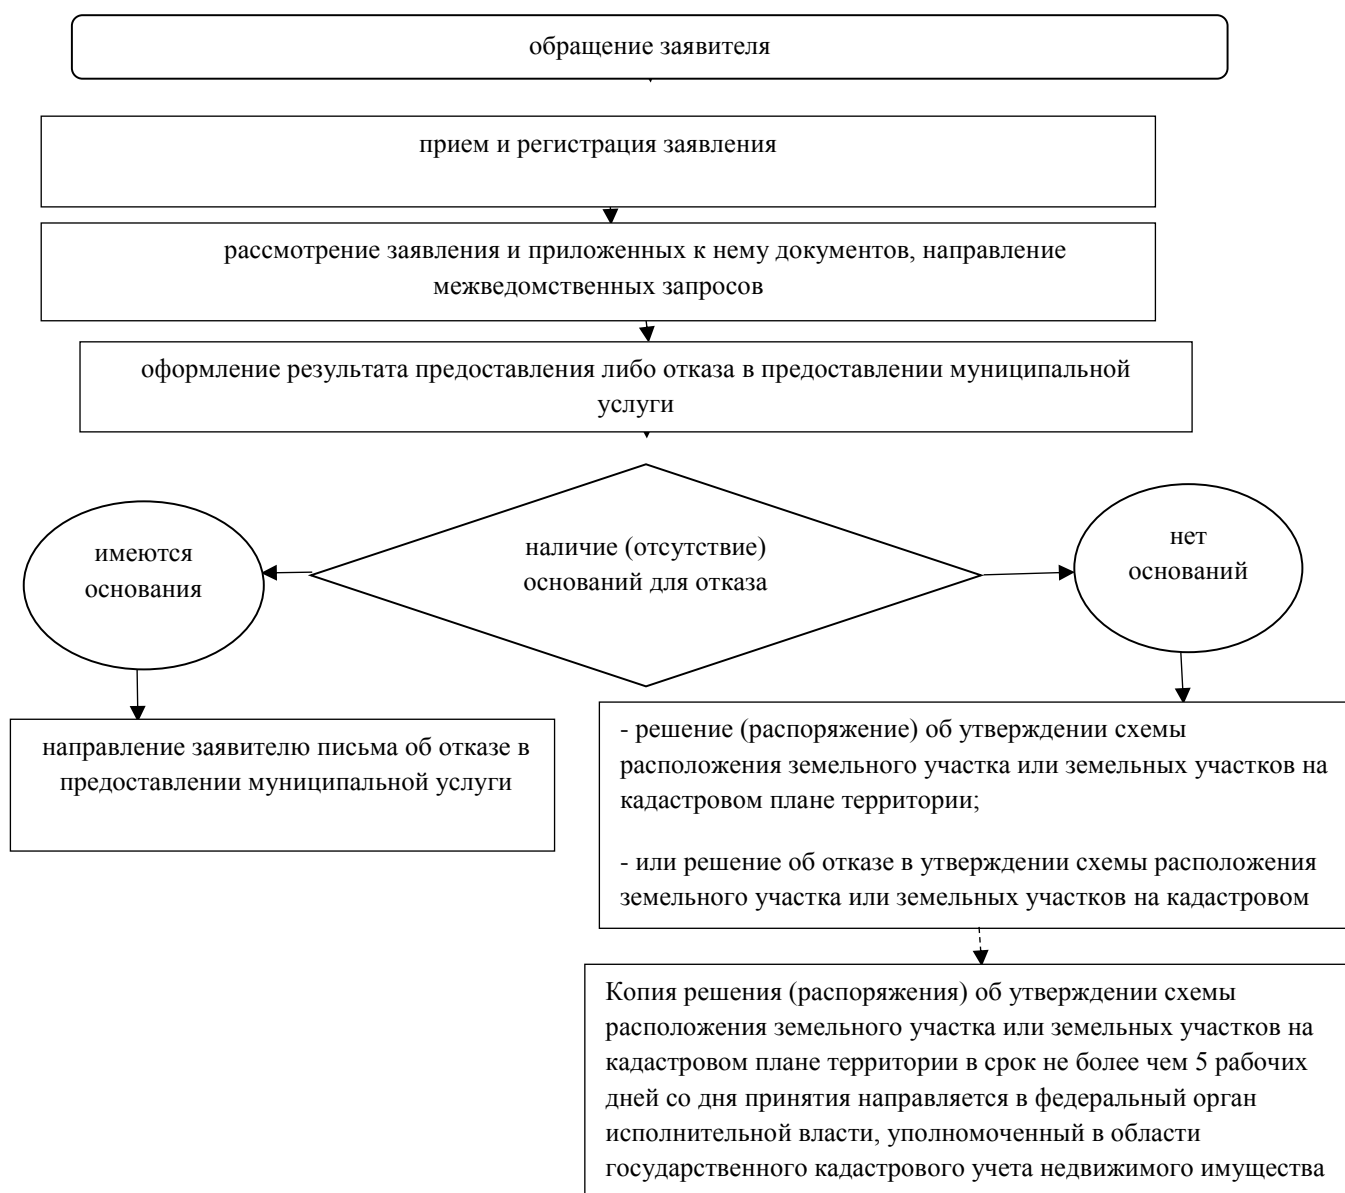 обращение заявителя
прием и регистрация заявления
рассмотрение заявления и приложенных к нему документов, направление
межведомственных запросов
оформление результата предоставления либо отказа в предоставлении муниципальной
услуги
имеются
основания
наличие (отсутствие)
оснований для отказа
нет
оснований
направление заявителю письма об отказе в
предоставлении муниципальной услуги
- решение (распоряжение) об утверждении схемы
расположения земельного участка или земельных участков на
кадастровом плане территории;
- или решение об отказе в утверждении схемы расположения
земельного участка или земельных участков на кадастровом
Копия решения (распоряжения) об утверждении схемы
расположения земельного участка или земельных участков на
кадастровом плане территории в срок не более чем 5 рабочих
дней со дня принятия направляется в федеральный орган
исполнительной власти, уполномоченный в области
государственного кадастрового учета недвижимого имущества